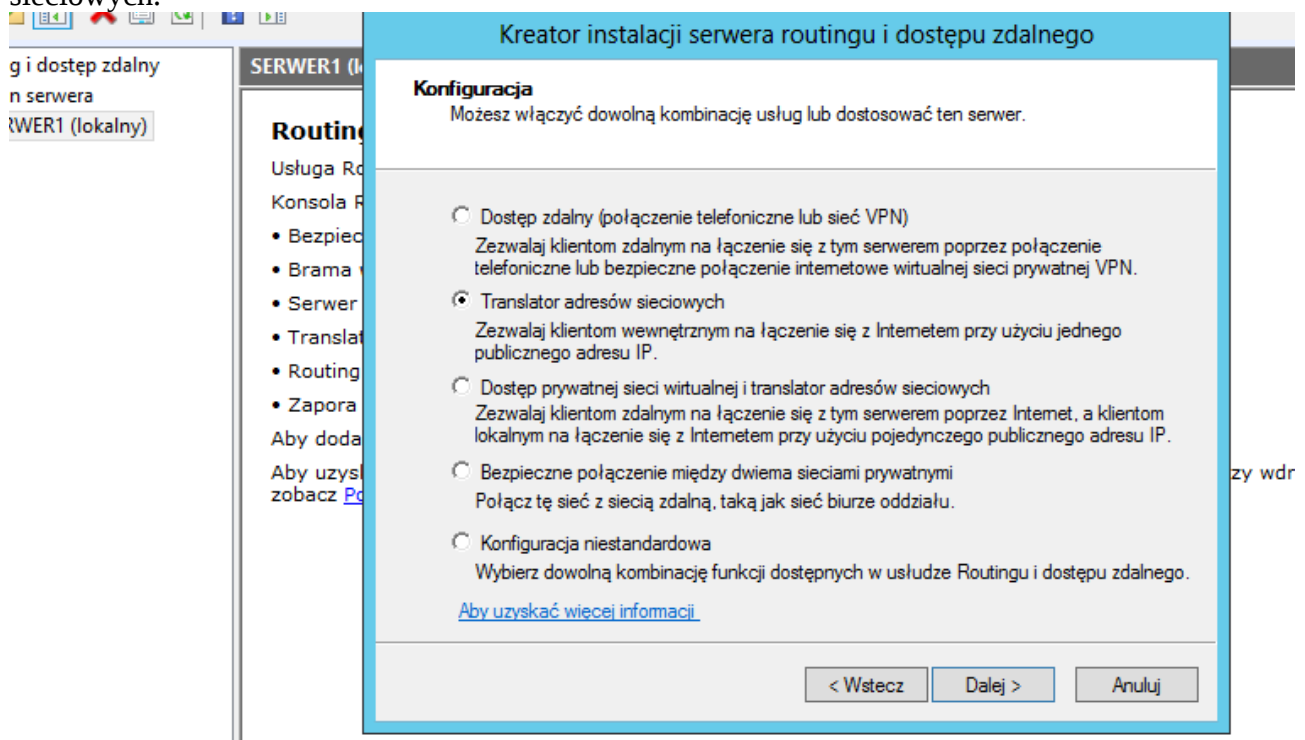 sieciowych.
Kreator instalacji serwera routingu i dostępu zdalnego
g i dostęp zdalny
n serwera
RWER1 (lokalny)
SERWER1 (l
Routing
Usługa Ro
Konsola R
• Bezpiec
• Brama
• Serwer
• Translat
• Routing
• Zapora
Aby doda
Aby uzysk
zobacz Po
zy wdr
Konfiguracja
Możesz włączyć dowolną kombinację usług lub dostosować ten serwer.
Dostęp zdalny (połączenie telefoniczne lub sieć VPN)
Zezwalaj klientom zdalnym na łączenie się z tym serwerem poprzez połączenie
telefoniczne lub bezpieczne połączenie internetowe wirtualnej sieci prywatnej VPN.
Translator adresów sieciowych
Zezwalaj klientom wewnętrznym na łączenie się z Internetem przy użyciu jednego
publicznego adresu IP.
Dostęp prywatnej sieci wirtualnej i translator adresów sieciowych
Zezwalaj klientom zdalnym na łączenie się z tym serwerem poprzez Internet, a klientom
lokalnym na łączenie się z Internetem przy użyciu pojedynczego publicznego adresu IP.
Bezpieczne połączenie między dwiema sieciami prywatnymi
Połącz tę sieć z siecią zdalną, taką jak sieć biurze oddziału.
Konfiguracja niestandardowa
Wybierz dowolną kombinację funkcji dostępnych w usłudze Routingu i dostępu zdalnego.
Aby uzyskać więcej informacji
< Wstecz
Dalej >
Anuluj